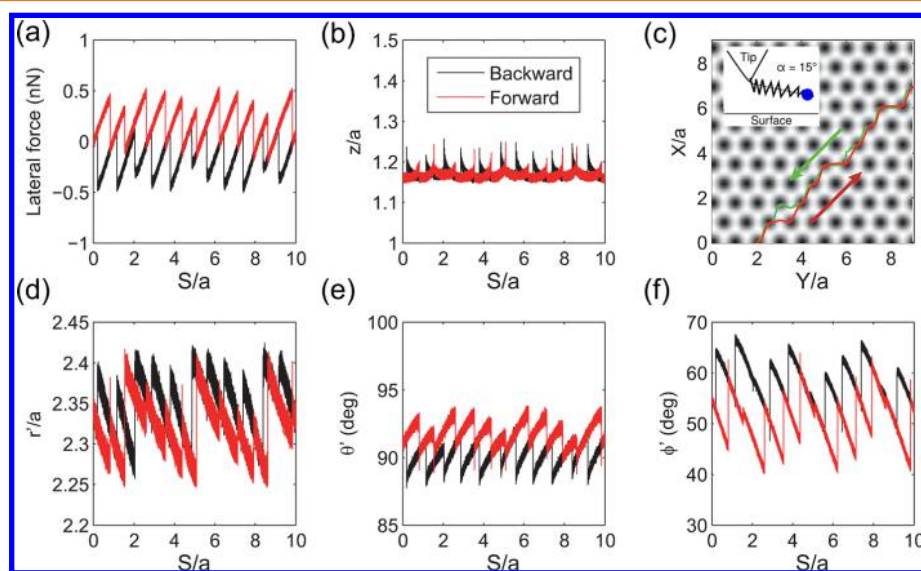 (a)
1
0.5
0
−0.5
−1
Lateral force (nN)
0 2 4 6 8 10
S/a
(b)
1.5
1.4
1.3
1.2
1.1
1
z/a
Backward
Forward
0 2 4 6 8 10
S/a
(c)
8
6
4
2
0
X/a
Tip
α = 15°
Surface
0 2 4 6 8
Y/a
(d)
2.45
2.4
2.35
2.3
2.25
2.2
r'/a
0 2 4 6 8 10
S/a
(e)
100
95
90
85
θ' (deg)
0 2 4 6 8 10
S/a
(f)
70
60
50
40
30
ϕ' (deg)
0 2 4 6 8 10
S/a